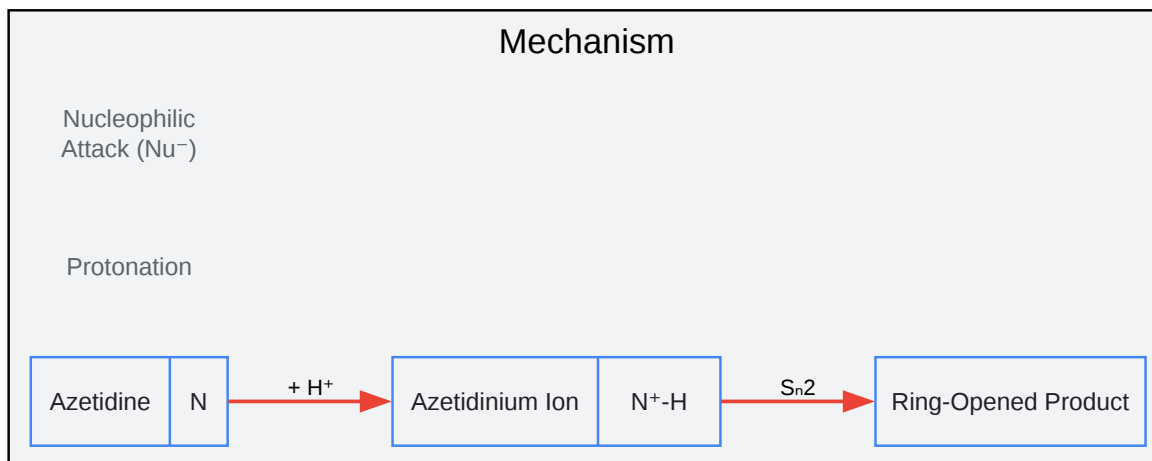 Mechanism
Nucleophilic
Attack (Nu⁻)
Protonation
Azetidine
N
+ H⁺
Azetidinium Ion
N⁺-H
Sₙ2
Ring-Opened Product